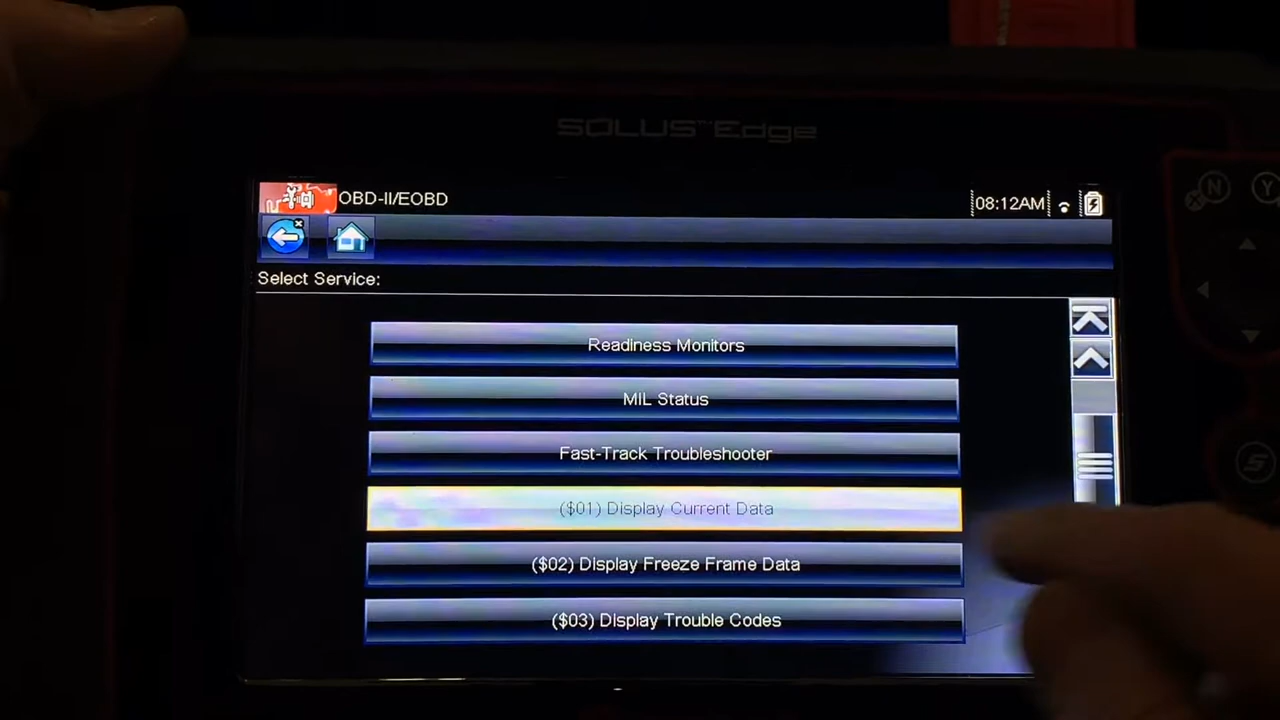 SOLUS™ Edge
OBD-II/EOBD
08:12AM
Select Service:
Readiness Monitors
MIL Status
Fast-Track Troubleshooter
($01) Display Current Data
($02) Display Freeze Frame Data
($03) Display Trouble Codes
N
X
Y
S